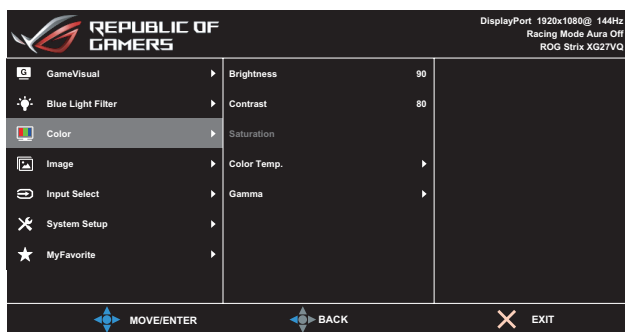 REPUBLIC OF
GAMERS
DisplayPort 1920x1080@ 144Hz
Racing Mode Aura Off
ROG Strix XG27VQ
G GameVisual
Blue Light Filter
Color
Image
Input Select
System Setup
MyFavorite
Brightness 90
Contrast 80
Saturation
Color Temp.
Gamma
MOVE/ENTER
BACK
EXIT